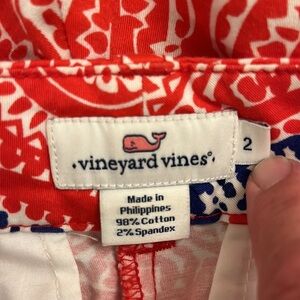 vineyard vines®
2
Made in
Philippines
98% Cotton
2% Spandex